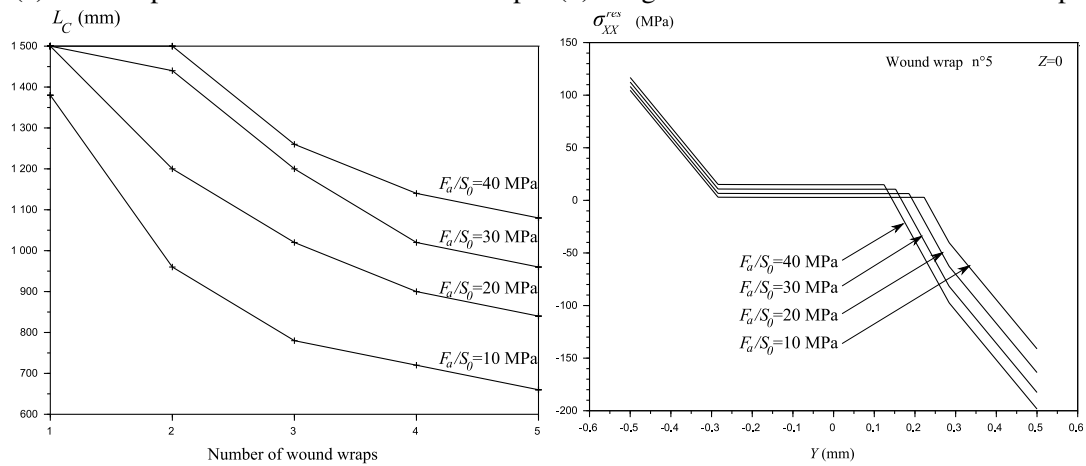 L_C (mm)
1 500
1 400
1 300
1 200
1 100
1 000
900
800
700
600
1
2
3
4
5
Number of wound wraps
F_a/S_0=40 MPa
F_a/S_0=30 MPa
F_a/S_0=20 MPa
F_a/S_0=10 MPa
σ_XX^res (MPa)
150
100
50
0
-50
-100
-150
-200
-0.6
-0.5
-0.4
-0.3
-0.2
-0.1
0.0
0.1
0.2
0.3
0.4
0.5
0.6
Y (mm)
Wound wrap n°5 Z=0
F_a/S_0=40 MPa
F_a/S_0=30 MPa
F_a/S_0=20 MPa
F_a/S_0=10 MPa